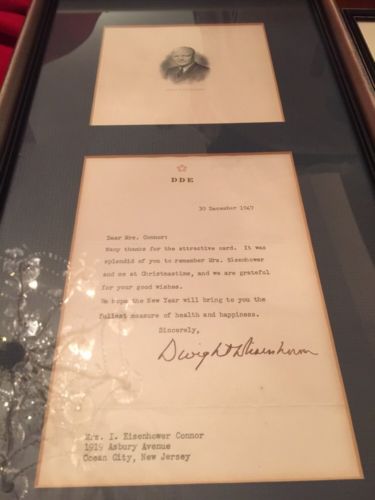 DDE
30 December 1967
Dear Mrs. Connor:
Many thanks for the attractive card. It was
splendid of you to remember Mrs. Eisenhower
and me at Christmastime, and we are grateful
for your good wishes.
We hope the New Year will bring to you the
fullest measure of health and happiness.
Sincerely,
Dwight Eisenhower
Mrs. I. Eisenhower Connor
1919 Asbury Avenue
Ocean City, New Jersey